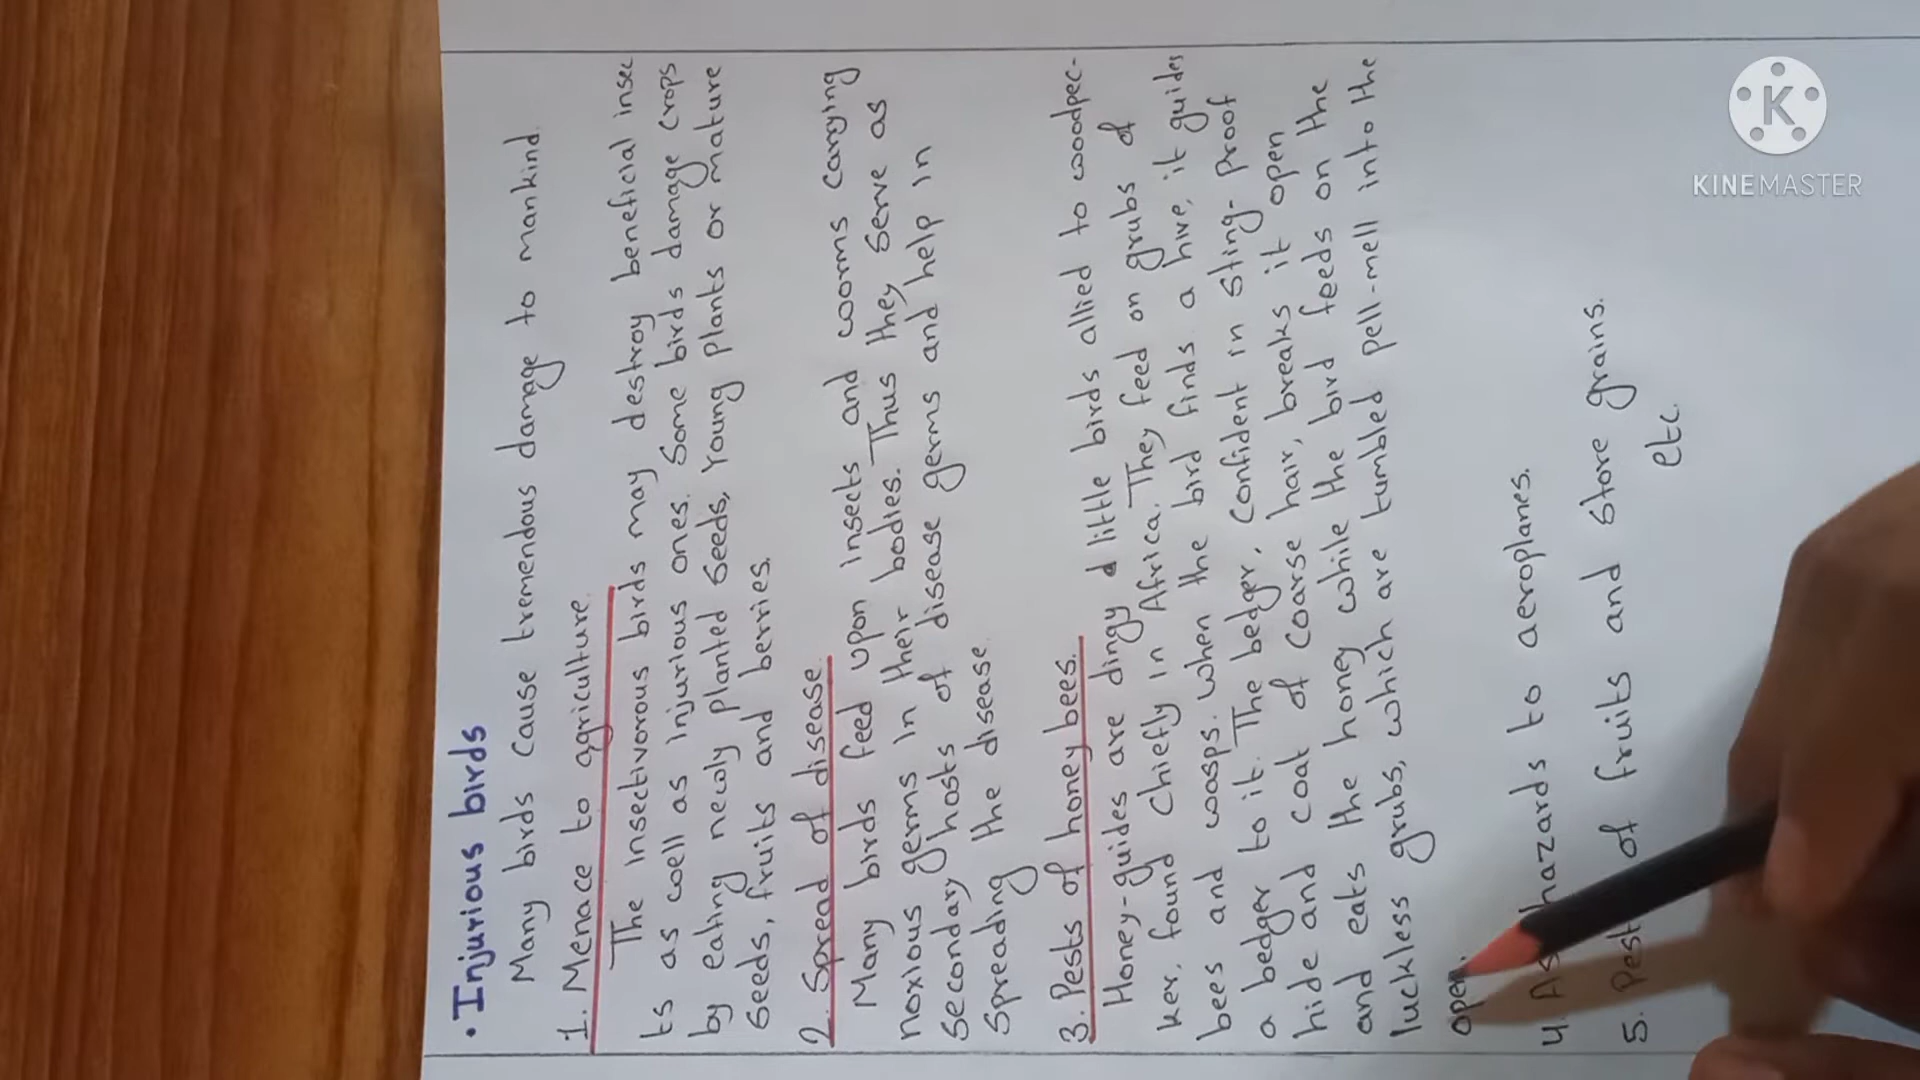 • Injurious birds
Many birds cause tremendous damage to mankind.
1. Menace to agriculture.
The insectivorous birds may destroy beneficial insec
ts as well as injurious ones. Some birds damage crops
by eating newly planted seeds, Young plants or mature
seeds, fruits and berries.
2. Spread of disease.
Many birds feed upon insects and worms carrying
noxious germs in their bodies. Thus they serve as
secondary hosts of disease germs and help in
spreading the disease.
3. Pests of honey bees.
Honey-guides are dingy d little birds allied to woodpec-
ker, found chiefly in Africa. They feed on grubs of
bees and wasps. When the bird finds a hive, it guides
a bedger to it. The bedger, confident in sting-proof
hide and coat of coarse hair, breaks it open
and eats the honey while the bird feeds on the
luckless grubs, which are tumbled pell-mell into the
open.
4. As hazards to aeroplanes.
5. Pest of fruits and store grains.
etc.
KINEMASTER